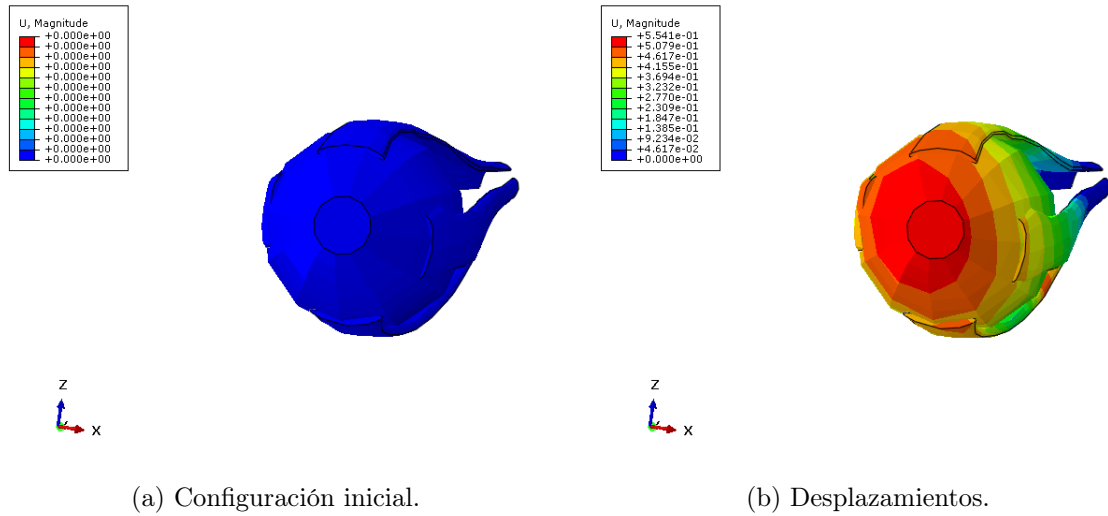 U, Magnitude
+0.000e+00
+0.000e+00
+0.000e+00
+0.000e+00
+0.000e+00
+0.000e+00
+0.000e+00
+0.000e+00
+0.000e+00
+0.000e+00
+0.000e+00
+0.000e+00
+0.000e+00
Z
X
(a) Configuración inicial.
U, Magnitude
+5.541e-01
+5.079e-01
+4.617e-01
+4.155e-01
+3.694e-01
+3.232e-01
+2.770e-01
+2.309e-01
+1.847e-01
+1.385e-01
+9.234e-02
+4.617e-02
+0.000e+00
Z
X
(b) Desplazamientos.